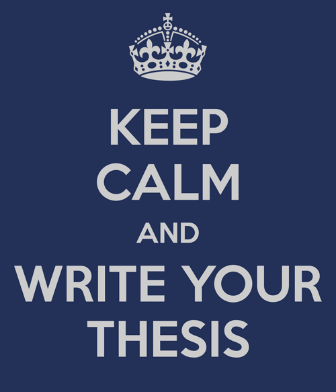 KEEP
CALM
AND
WRITE YOUR
THESIS